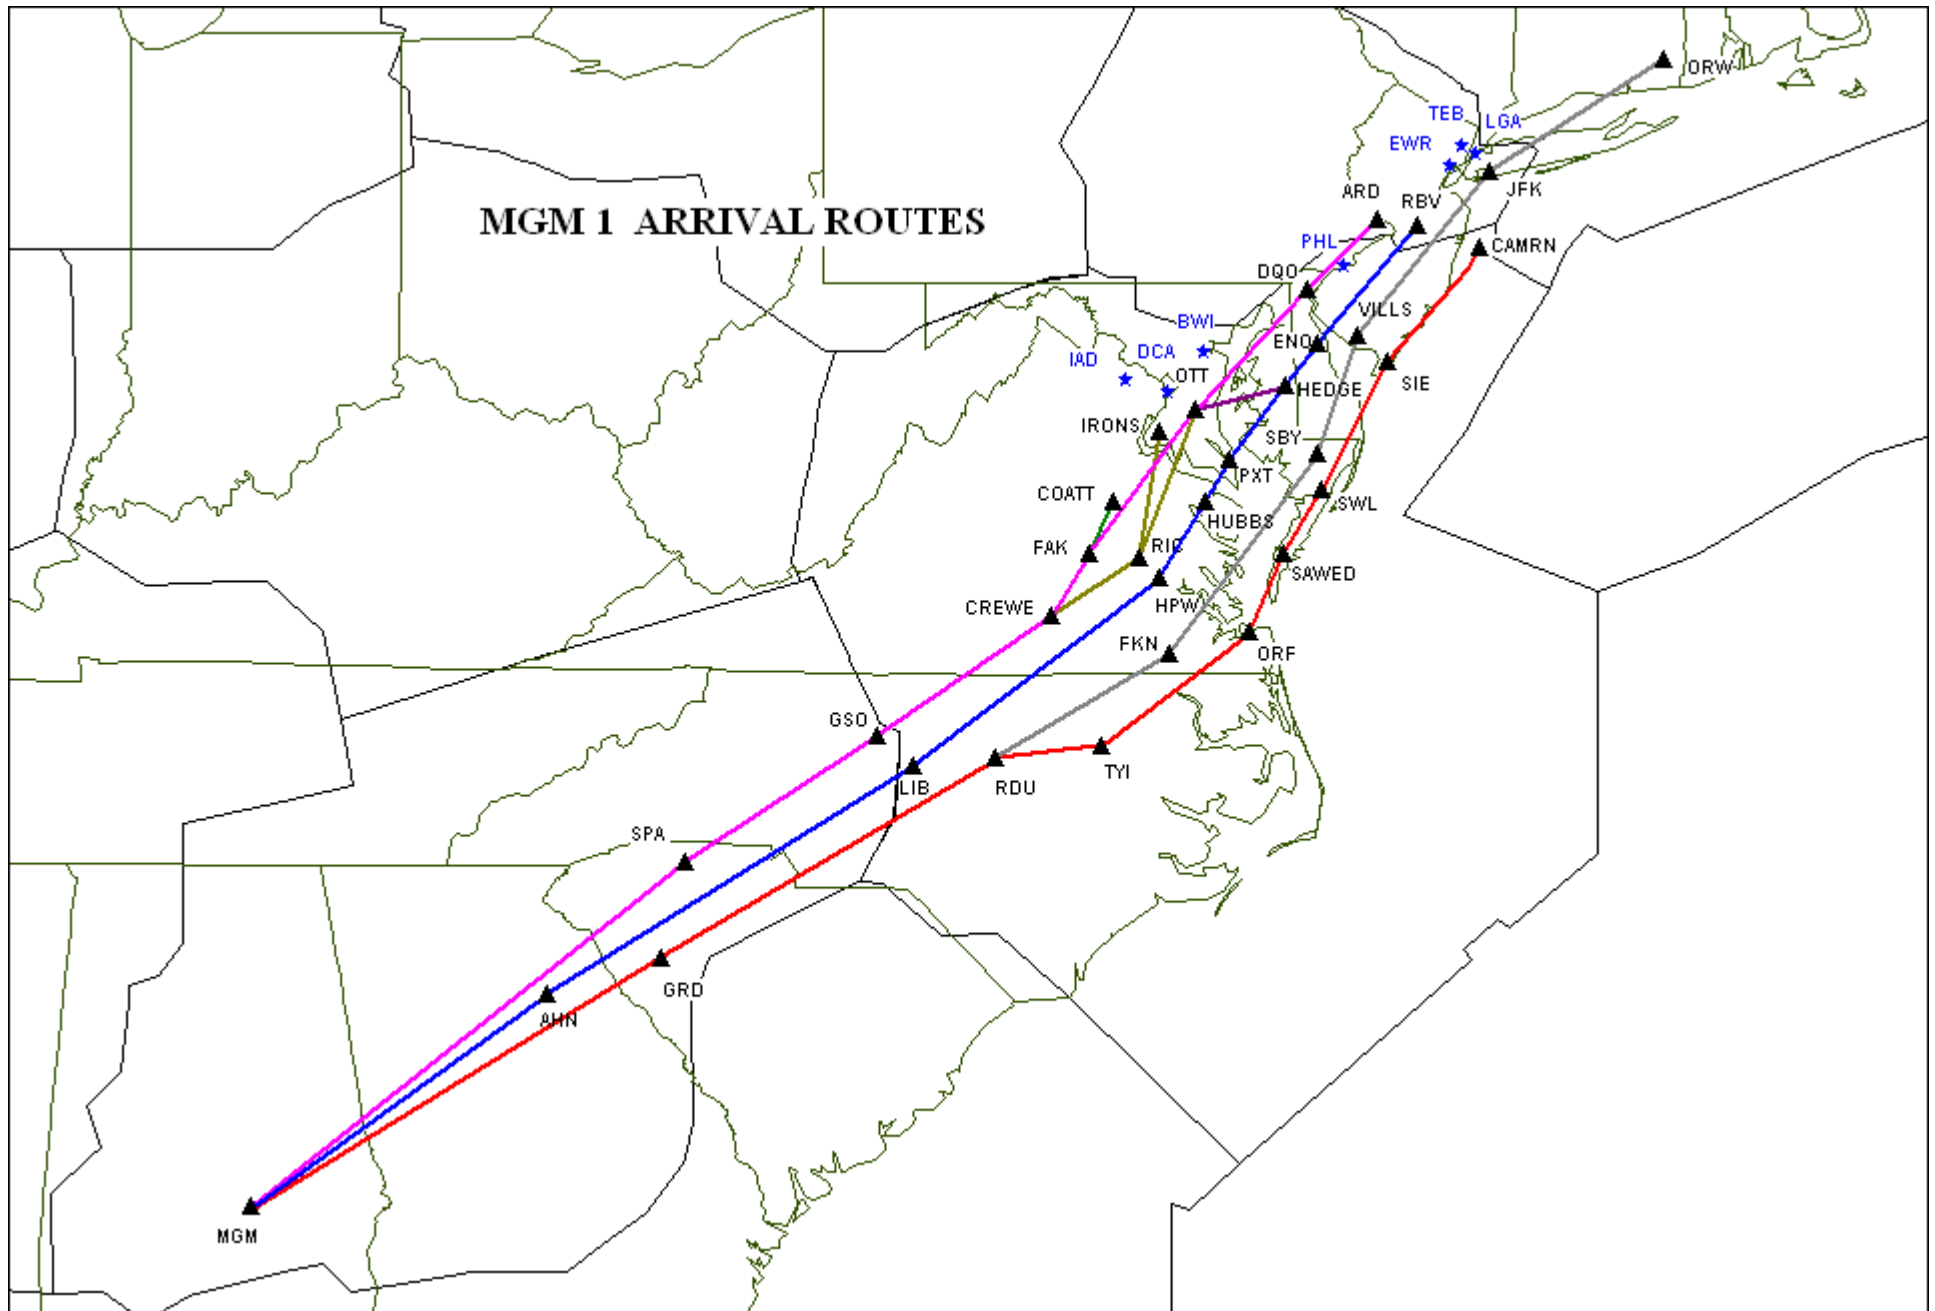 ORW
TEB
LGA
EWR
JFK
ARD
RBV
MGM 1 ARRIVAL ROUTES
PHL
CAMRN
DQO
VILLS
BWI
ENO
DCA
IAD
OTT
SIE
HEDGE
IRONS
SBY
PXT
COATT
SWL
HUBBS
FAK
RIC
SAWED
CREWE
HPW
FKN
ORF
GSO
TYI
LIB
RDU
SPA
GRD
AHN
MGM